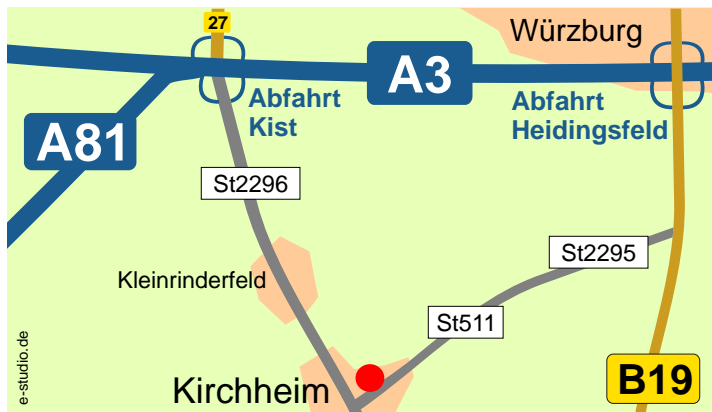 27
Würzburg
A3
Abfahrt
Kist
Abfahrt
Heidingsfeld
A81
St2296
St2295
Kleinrinderfeld
St511
B19
Kirchheim
e-studio.de